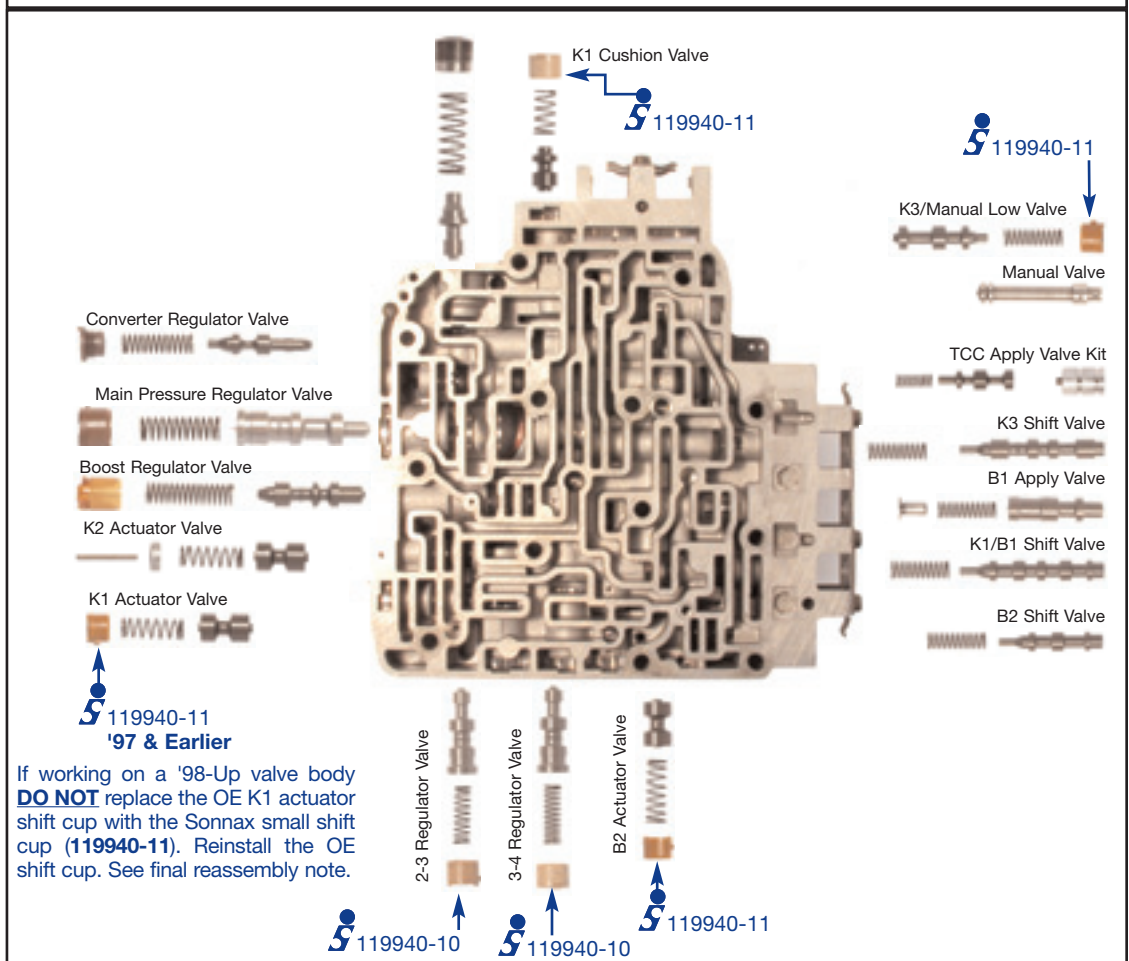 K1 Cushion Valve
119940-11
119940-11
K3/Manual Low Valve
Manual Valve
TCC Apply Valve Kit
K3 Shift Valve
B1 Apply Valve
K1/B1 Shift Valve
B2 Shift Valve
Converter Regulator Valve
Main Pressure Regulator Valve
Boost Regulator Valve
K2 Actuator Valve
K1 Actuator Valve
119940-11
'97 & Earlier
If working on a '98-Up valve body
DO NOT replace the OE K1 actuator
shift cup with the Sonnax small shift
cup (119940-11). Reinstall the OE
shift cup. See final reassembly note.
2-3 Regulator Valve
3-4 Regulator Valve
B2 Actuator Valve
119940-10
119940-10
119940-11